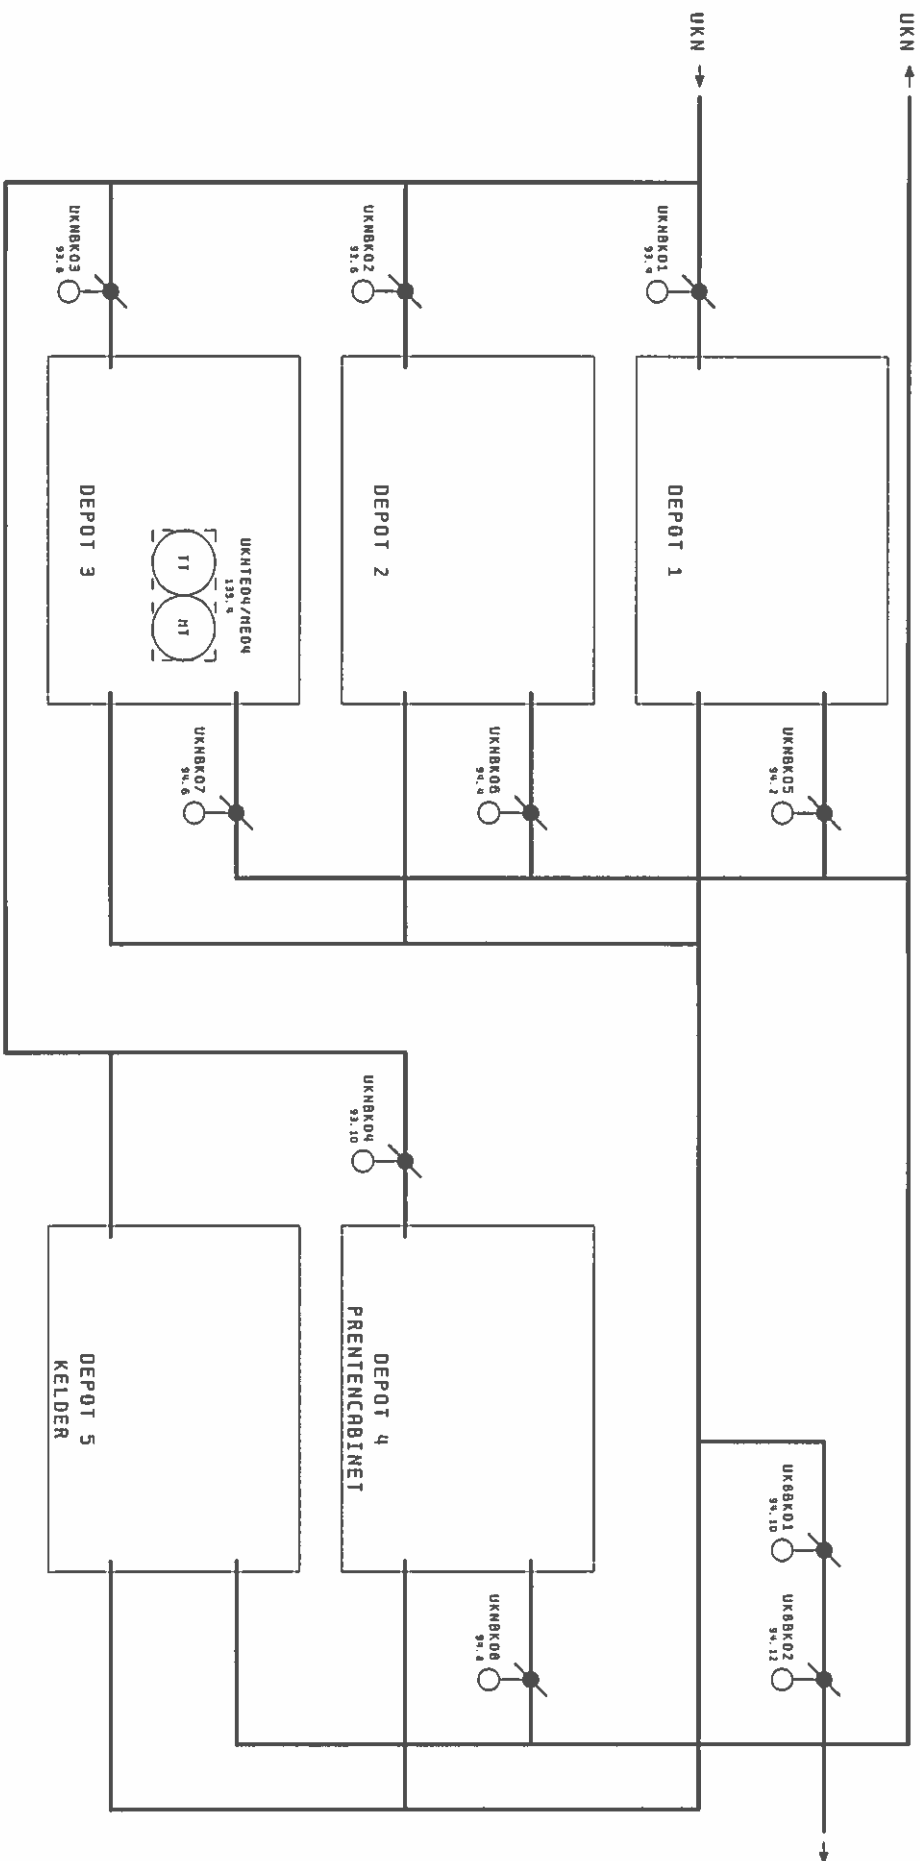 UKN
UKN
UKNBK01
93.4
UKNBK02
93.6
UKNBK03
93.8
DEPOT 1
DEPOT 2
DEPOT 3
UKNTE04/ME04
139.4
TT
MT
UKNBK05
94.2
UKNBK06
94.4
UKNBK07
94.6
UKNBK04
93.10
DEPOT 4
PRENTENCABINET
DEPOT 5
KELDER
UKBBK01
94.10
UKBBK02
94.12
UKNBK08
94.8